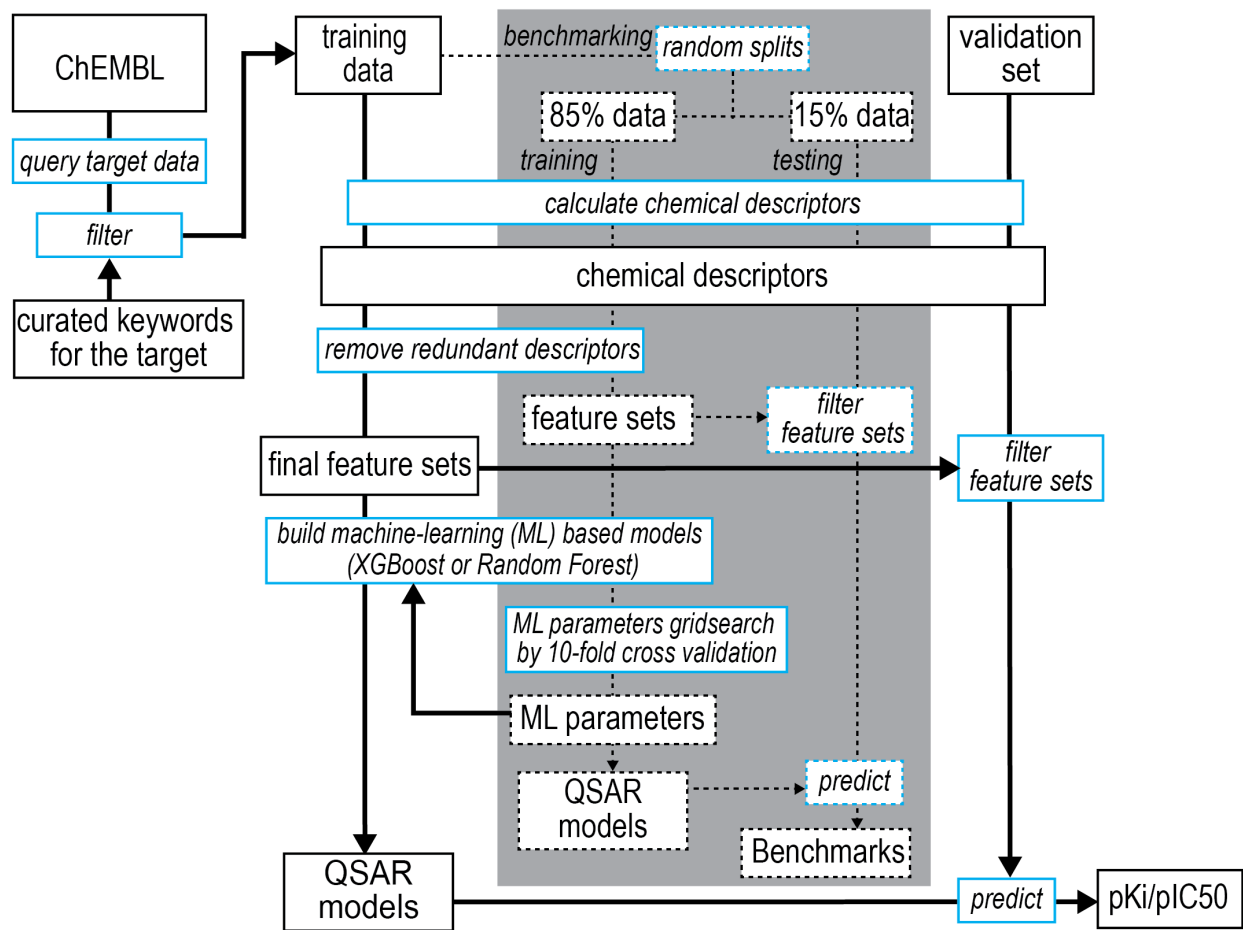 ChEMBL
query target data
filter
curated keywords
for the target
training
data
benchmarking
random splits
85% data
15% data
training
testing
validation
set
calculate chemical descriptors
chemical descriptors
remove redundant descriptors
feature sets
filter
feature sets
final feature sets
filter
feature sets
build machine-learning (ML) based models
(XGBoost or Random Forest)
ML parameters gridsearch
by 10-fold cross validation
ML parameters
QSAR
models
predict
Benchmarks
QSAR
models
predict
pKi/pIC50